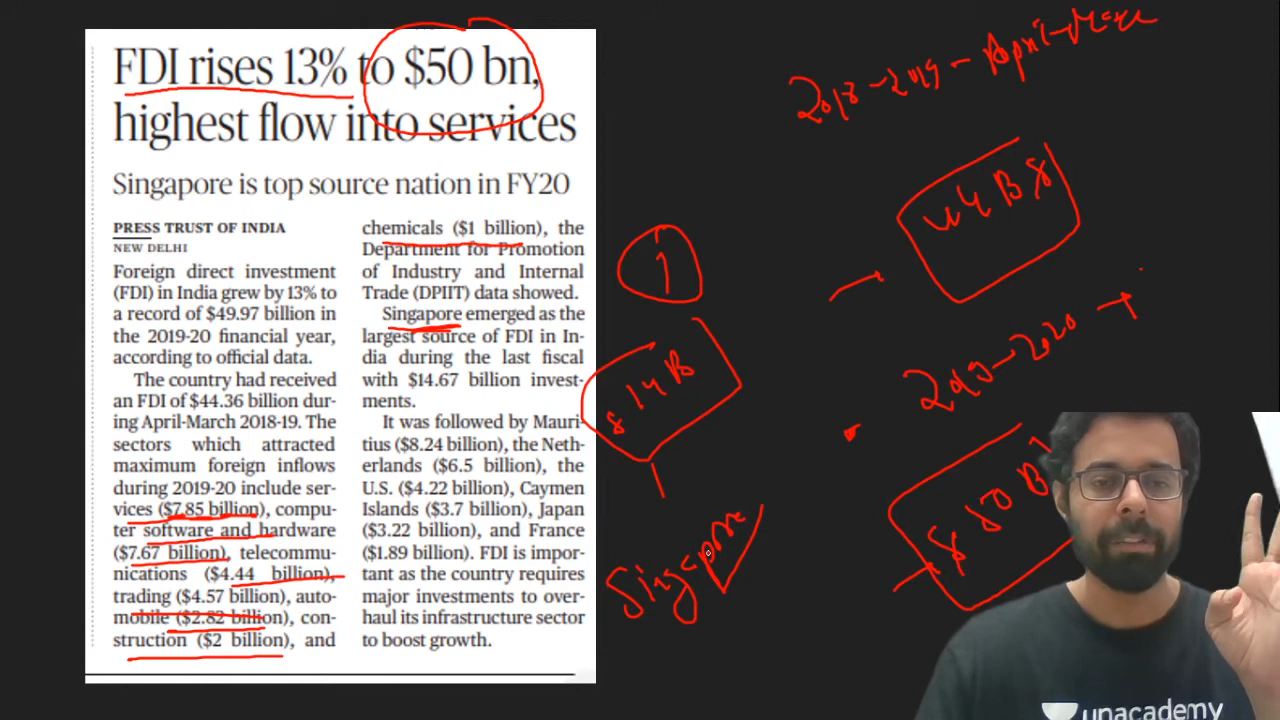 FDI rises 13% to $50 bn,
highest flow into services
Singapore is top source nation in FY20
PRESS TRUST OF INDIA
NEW DELHI
Foreign direct investment
(FDI) in India grew by 13% to
a record of $49.97 billion in
the 2019-20 financial year,
according to official data.
The country had received
an FDI of $44.36 billion dur-
ing April-March 2018-19. The
sectors which attracted
maximum foreign inflows
during 2019-20 include ser-
vices ($7.85 billion), compu-
ter software and hardware
($7.67 billion), telecommu-
nications ($4.44 billion),
trading ($4.57 billion), auto-
mobile ($2.82 billion), con-
struction ($2 billion), and
chemicals ($1 billion), the
Department for Promotion
of Industry and Internal
Trade (DPIIT) data showed.
Singapore emerged as the
largest source of FDI in In-
dia during the last fiscal
with $14.67 billion invest-
ments.
It was followed by Mauri-
tius ($8.24 billion), the Neth-
erlands ($6.5 billion), the
U.S. ($4.22 billion), Caymen
Islands ($3.7 billion), Japan
($3.22 billion), and France
($1.89 billion). FDI is impor-
tant as the country requires
major investments to over-
haul its infrastructure sector
to boost growth.
1
$ 14 B
Singapore
2018-2019 - April-March
44 B $
2019-2020
$ 50 B
unacademy